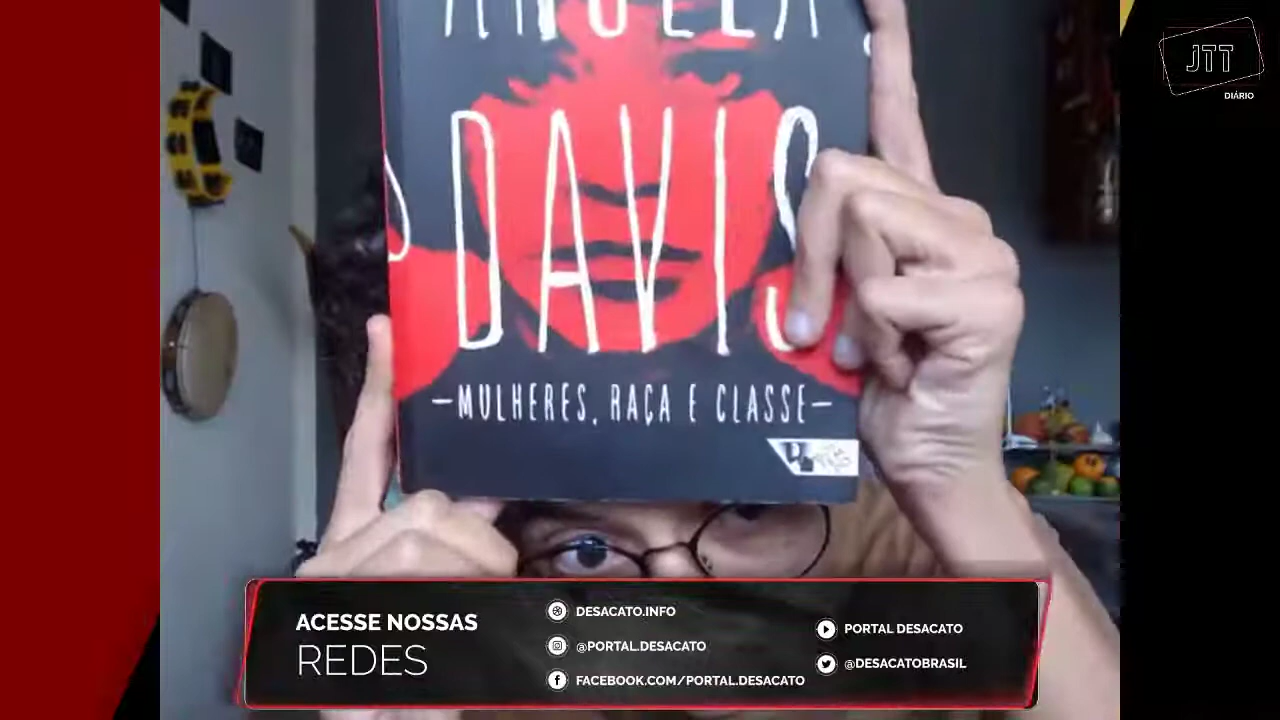 ANGELA
DAVIS
—MULHERES, RAÇA E CLASSE—
JTT
DIÁRIO
ACESSE NOSSAS
REDES
DESACATO.INFO
@PORTAL.DESACATO
FACEBOOK.COM/PORTAL.DESACATO
PORTAL DESACATO
@DESACATOBRASIL